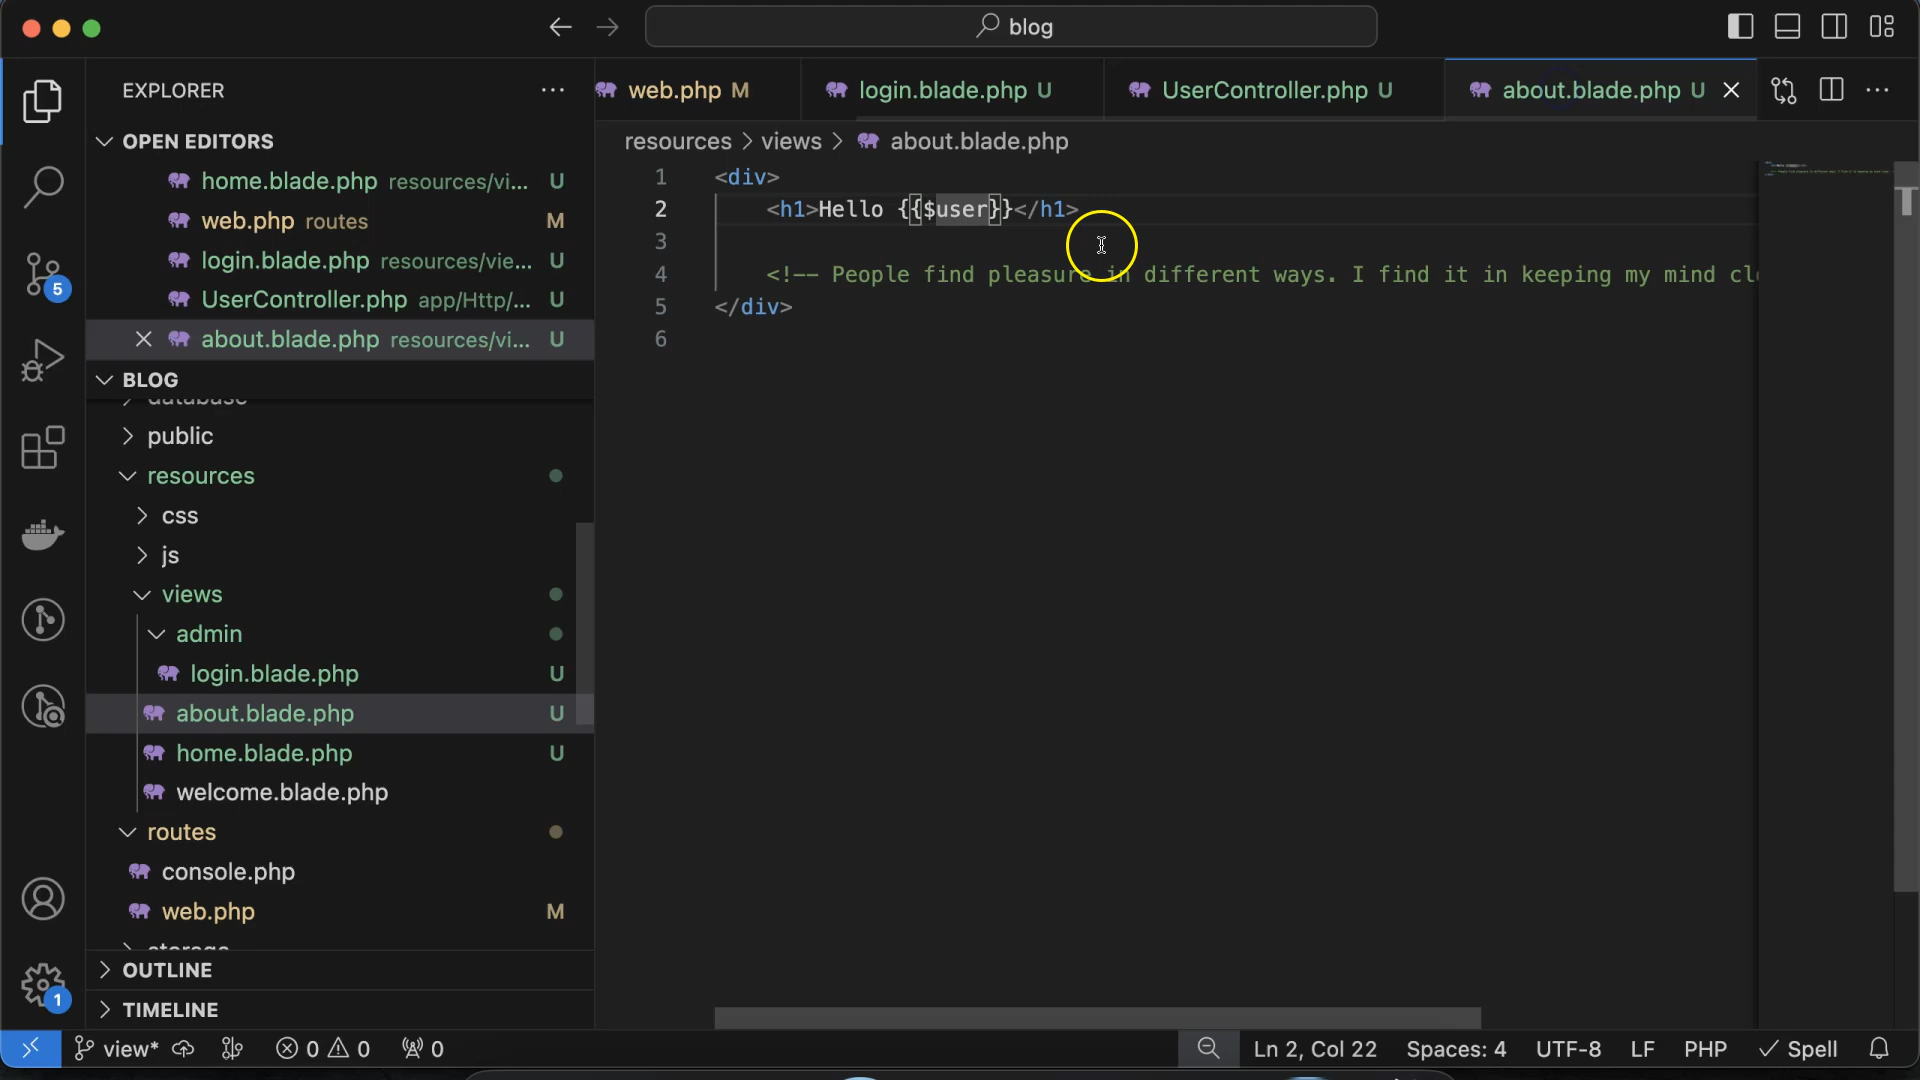 blog
EXPLORER
web.php M
login.blade.php U
UserController.php U
about.blade.php U
OPEN EDITORS
home.blade.php resources/vi... U
web.php routes M
login.blade.php resources/vie... U
UserController.php app/Http/... U
about.blade.php resources/vi... U
resources > views > about.blade.php
1 <div>
2 <h1>Hello {{$user}}</h1>
3
4 <!-- People find pleasure in different ways. I find it in keeping my mind cl
5 </div>
6
BLOG
database
public
resources
css
js
views
admin
login.blade.php U
about.blade.php U
home.blade.php U
welcome.blade.php
routes
console.php
web.php M
storage
OUTLINE
TIMELINE
5
1
view* 0 0 0 Ln 2, Col 22 Spaces: 4 UTF-8 LF PHP Spell